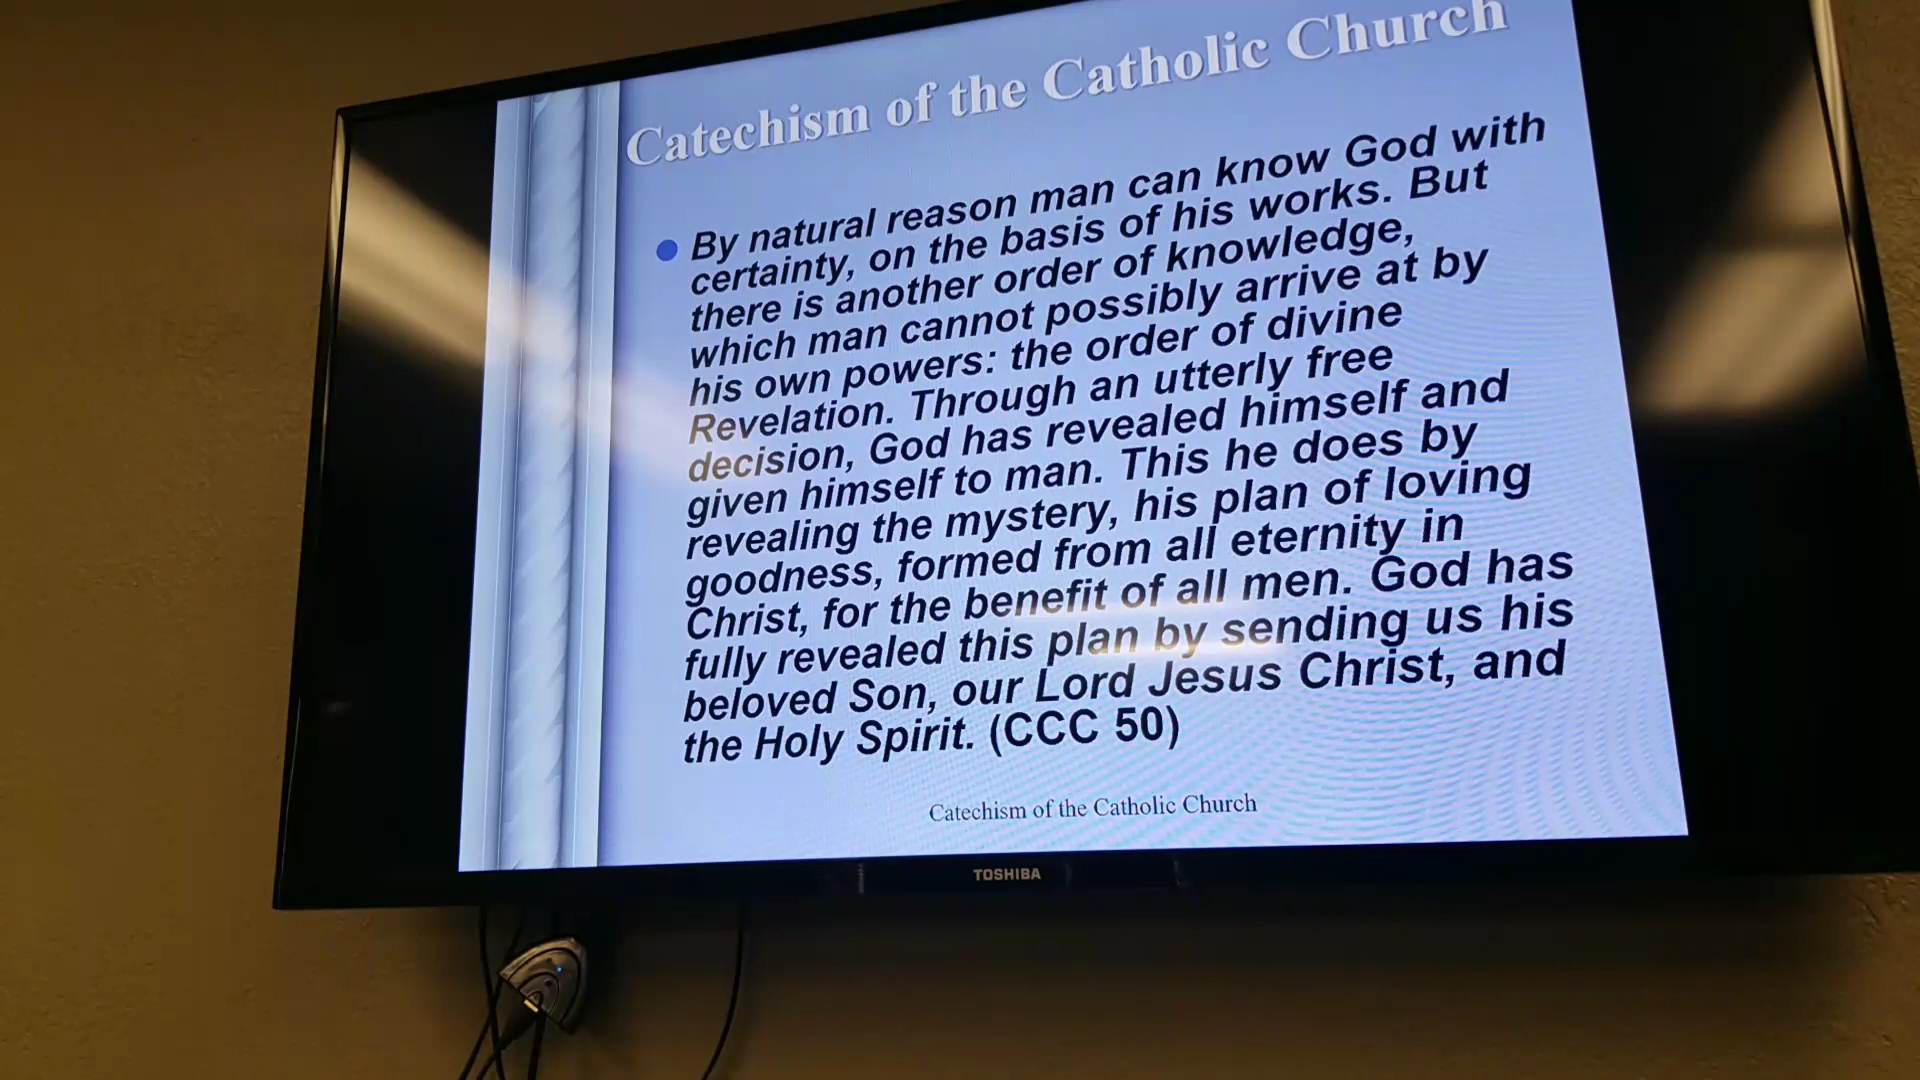 Catechism of the Catholic Church
By natural reason man can know God with
certainty, on the basis of his works. But
there is another order of knowledge,
which man cannot possibly arrive at by
his own powers: the order of divine
Revelation. Through an utterly free
decision, God has revealed himself and
given himself to man. This he does by
revealing the mystery, his plan of loving
goodness, formed from all eternity in
Christ, for the benefit of all men. God has
fully revealed this plan by sending us his
beloved Son, our Lord Jesus Christ, and
the Holy Spirit. (CCC 50)
Catechism of the Catholic Church
TOSHIBA